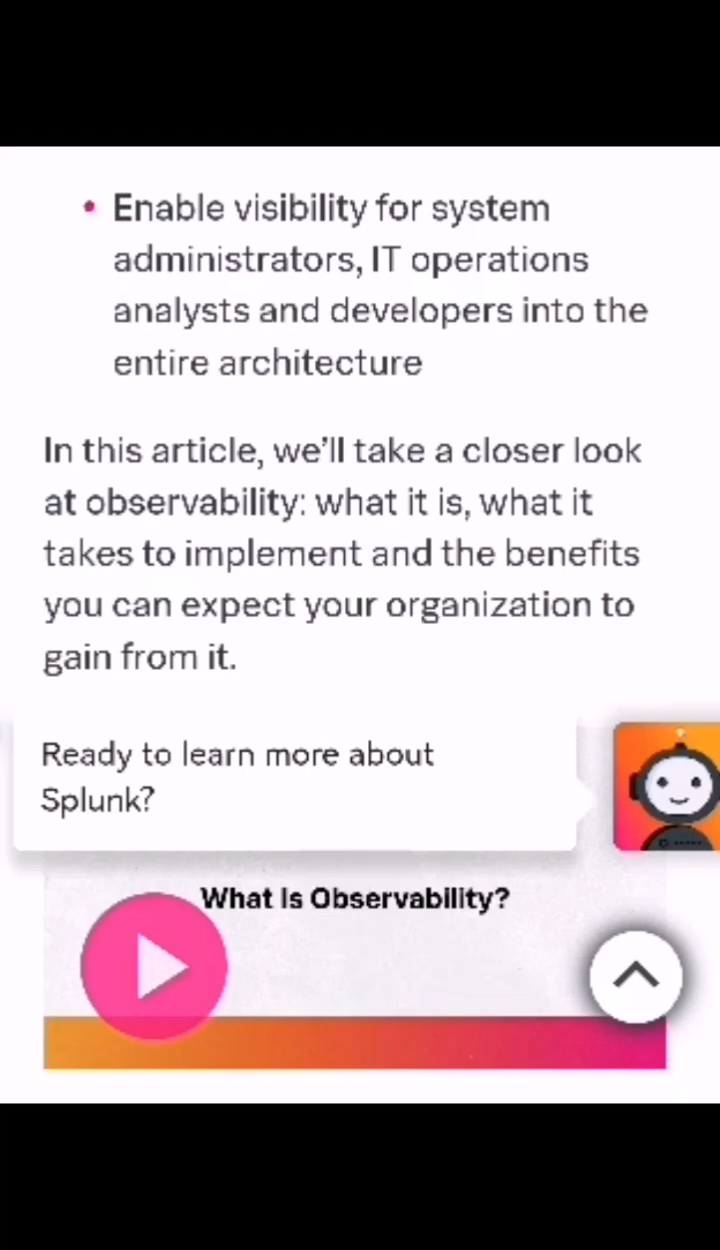 Enable visibility for system
administrators, IT operations
analysts and developers into the
entire architecture
In this article, we'll take a closer look
at observability: what it is, what it
takes to implement and the benefits
you can expect your organization to
gain from it.
Ready to learn more about
Splunk?
What Is Observability?